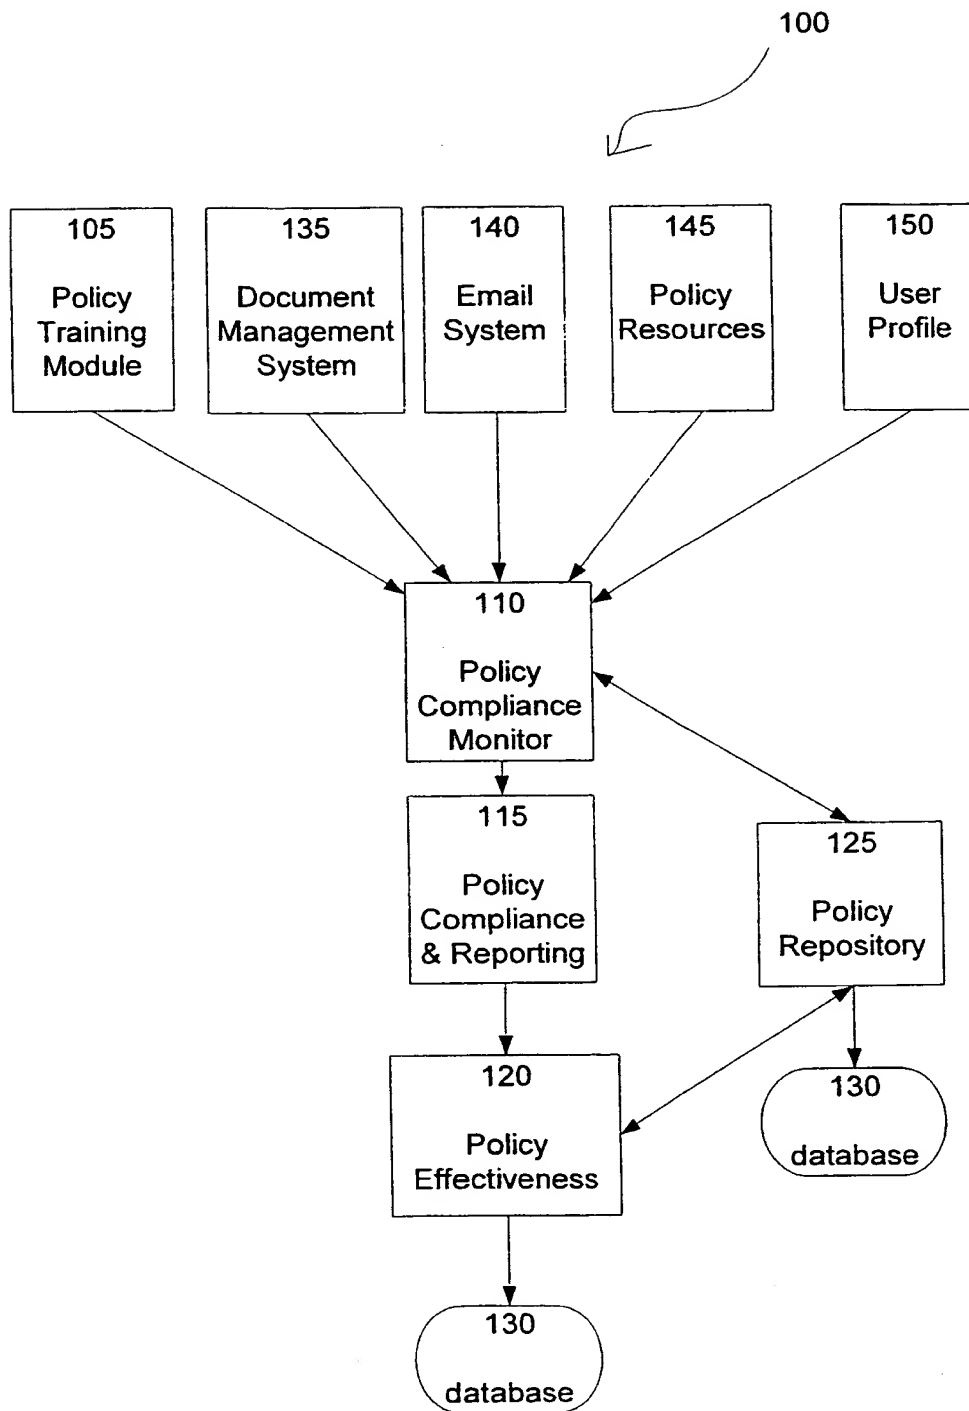 100
105
Policy
Training
Module
135
Document
Management
System
140
Email
System
145
Policy
Resources
150
User
Profile
110
Policy
Compliance
Monitor
115
Policy
Compliance
& Reporting
125
Policy
Repository
120
Policy
Effectiveness
130
database
130
database